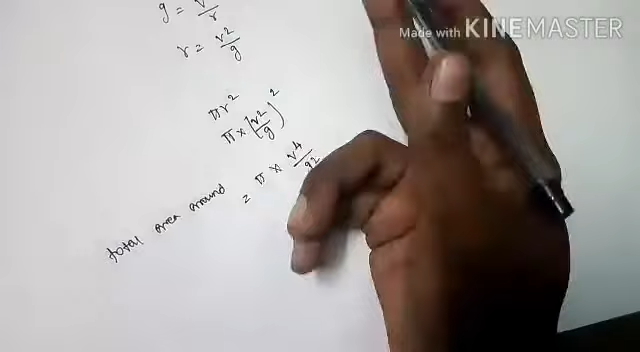 Made with KINEMASTER
g = v²/r
r = v²/g
πr²
π × (v²/g)²
total area around = π × v⁴/g²